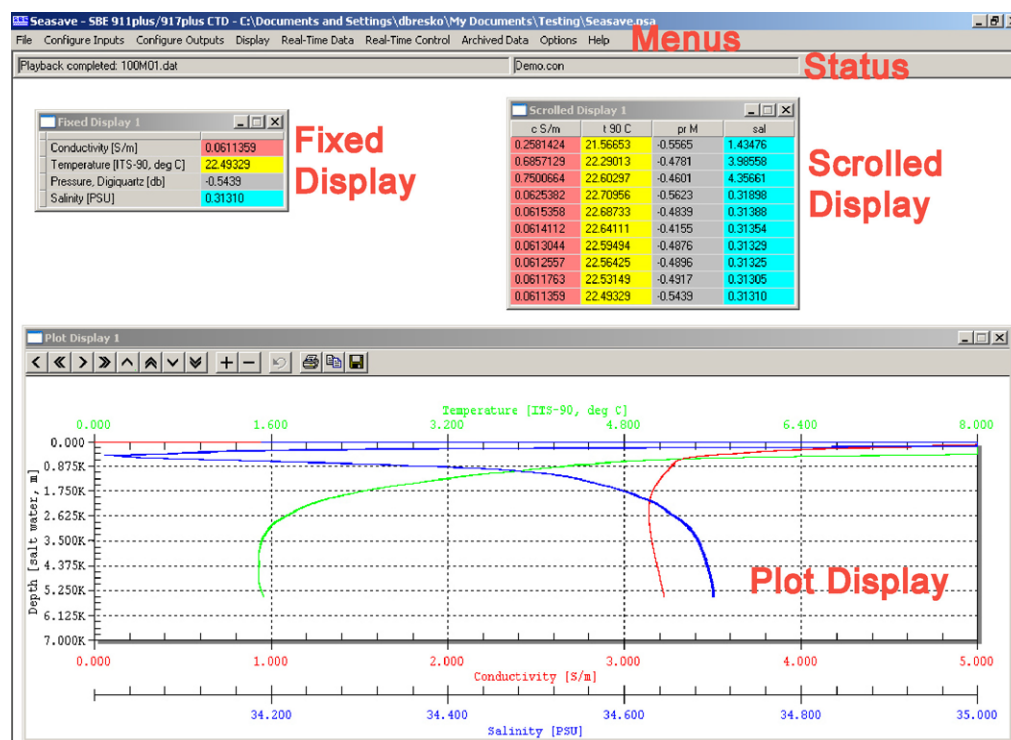 Seasave - SBE 911plus/917plus CTD - C:\Documents and Settings\dbresko\My Documents\Testing\Seasave.psa
File Configure Inputs Configure Outputs Display Real-Time Data Real-Time Control Archived Data Options Help
Menus
Playback completed: 100M01.dat Demo.con
Status
Fixed Display 1
Conductivity [S/m] 0.0611359
Temperature [ITS-90, deg C] 22.49329
Pressure, Digiquartz [db] -0.5439
Salinity [PSU] 0.31310
Fixed
Display
Scrolled Display 1
c S/m t 90 C pr M sal
0.2581424 21.56653 -0.5565 1.43476
0.6857129 22.29013 -0.4781 3.98558
0.7500664 22.60297 -0.4601 4.35661
0.0625382 22.70956 -0.5623 0.31898
0.0615358 22.68733 -0.4839 0.31388
0.0614112 22.64111 -0.4155 0.31354
0.0613044 22.59494 -0.4876 0.31329
0.0612557 22.56425 -0.4896 0.31325
0.0611763 22.53149 -0.4917 0.31305
0.0611359 22.49329 -0.5439 0.31310
Scrolled
Display
Plot Display 1
Temperature [ITS-90, deg C]
0.000 1.600 3.200 4.800 6.400 8.000
Depth [salt water, m]
0.000
0.875K
1.750K
2.625K
3.500K
4.375K
5.250K
6.125K
7.000K
Plot Display
0.000 1.000 2.000 3.000 4.000 5.000
Conductivity [S/m]
34.200 34.400 34.600 34.800 35.000
Salinity [PSU]